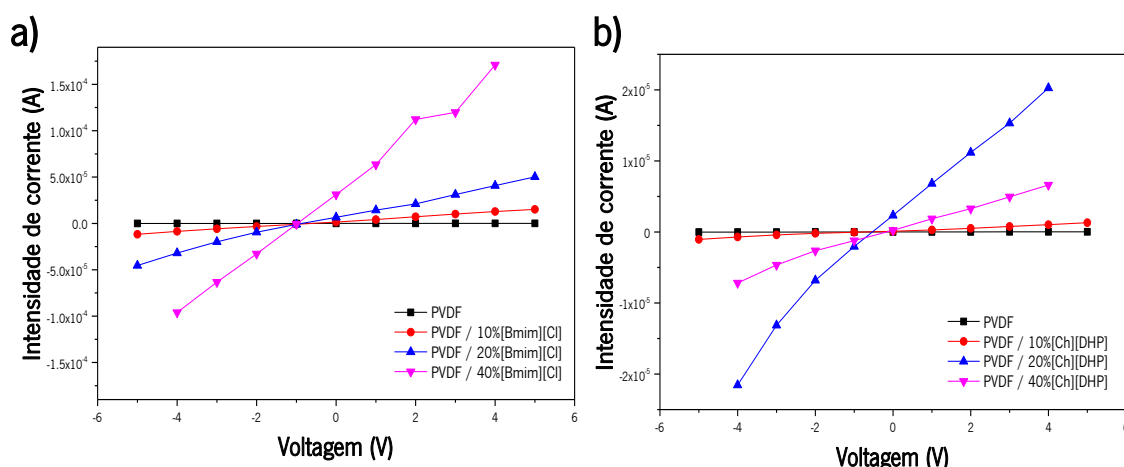 a)
Intensidade de corrente (A)
1.5x10⁻⁴
1.0x10⁻⁴
5.0x10⁻⁵
0.0
-5.0x10⁻⁵
-1.0x10⁻⁴
-1.5x10⁻⁴
-6 -4 -2 0 2 4 6
Voltagem (V)
PVDF
PVDF / 10%[Bmim][Cl]
PVDF / 20%[Bmim][Cl]
PVDF / 40%[Bmim][Cl]
b)
Intensidade de corrente (A)
2x10⁻⁵
1x10⁻⁵
0
-1x10⁻⁵
-2x10⁻⁵
-6 -4 -2 0 2 4 6
Voltagem (V)
PVDF
PVDF / 10%[Ch][DHP]
PVDF / 20%[Ch][DHP]
PVDF / 40%[Ch][DHP]